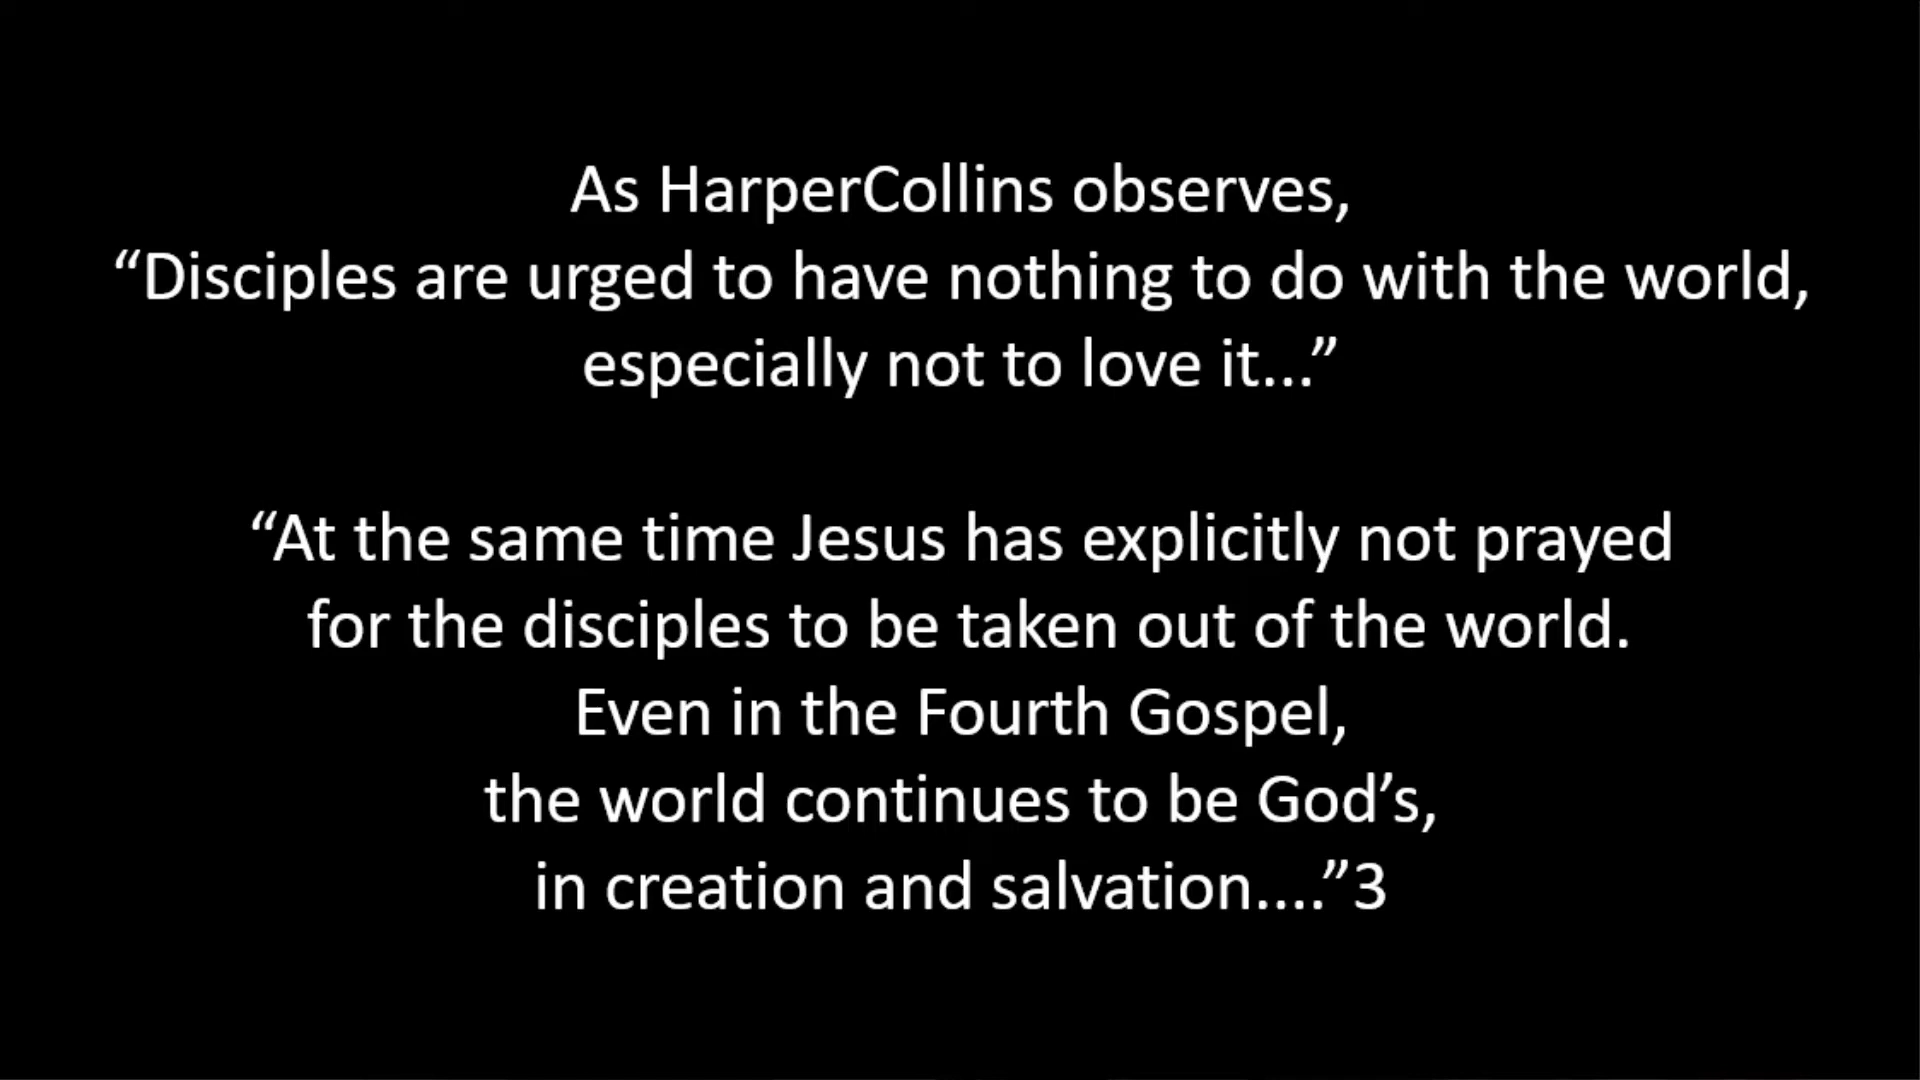 As HarperCollins observes,
“Disciples are urged to have nothing to do with the world,
especially not to love it...”
“At the same time Jesus has explicitly not prayed
for the disciples to be taken out of the world.
Even in the Fourth Gospel,
the world continues to be God’s,
in creation and salvation....”3